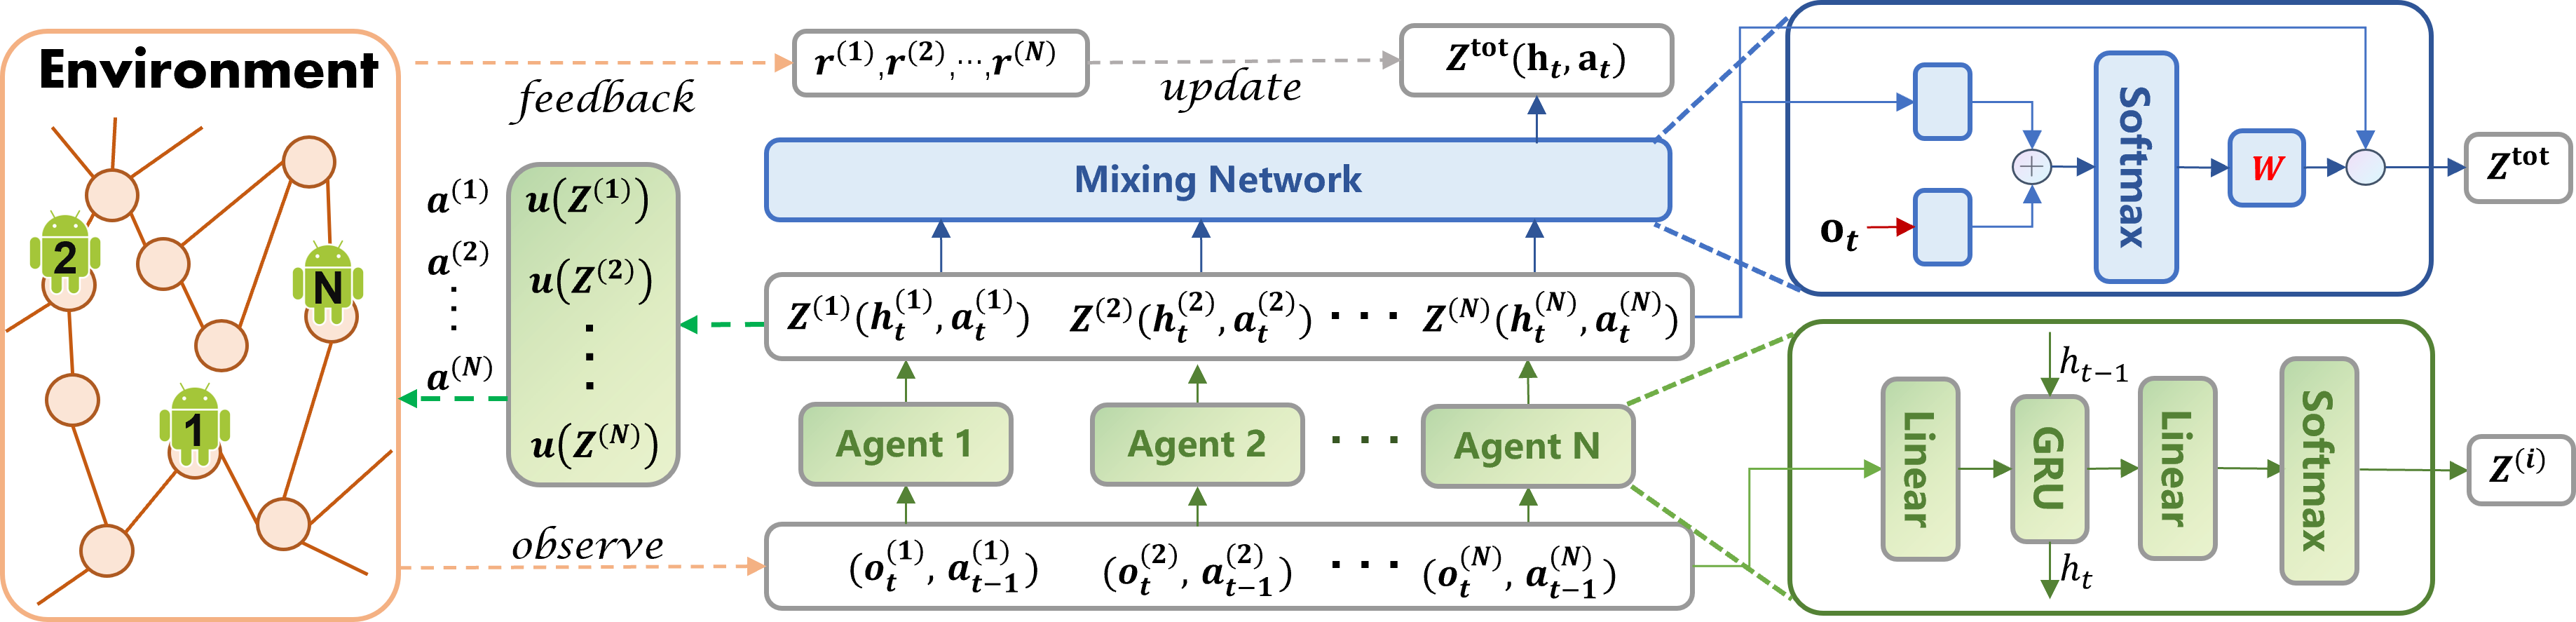 Environment
2
N
1
feedback
r^(1),r^(2),···,r^(N)
update
Z^tot(h_t, a_t)
a^(1)
a^(2)
⋮
a^(N)
u(Z^(1))
u(Z^(2))
⋮
u(Z^(N))
Mixing Network
Z^(1)(h_t^(1), a_t^(1)) Z^(2)(h_t^(2), a_t^(2)) ··· Z^(N)(h_t^(N), a_t^(N))
Agent 1 Agent 2 ··· Agent N
observe
(o_t^(1), a_{t-1}^(1)) (o_t^(2), a_{t-1}^(2)) ··· (o_t^(N), a_{t-1}^(N))
o_t
+
Softmax
W
Z^tot
Linear
h_{t-1}
GRU
h_t
Linear
Softmax
Z^(i)